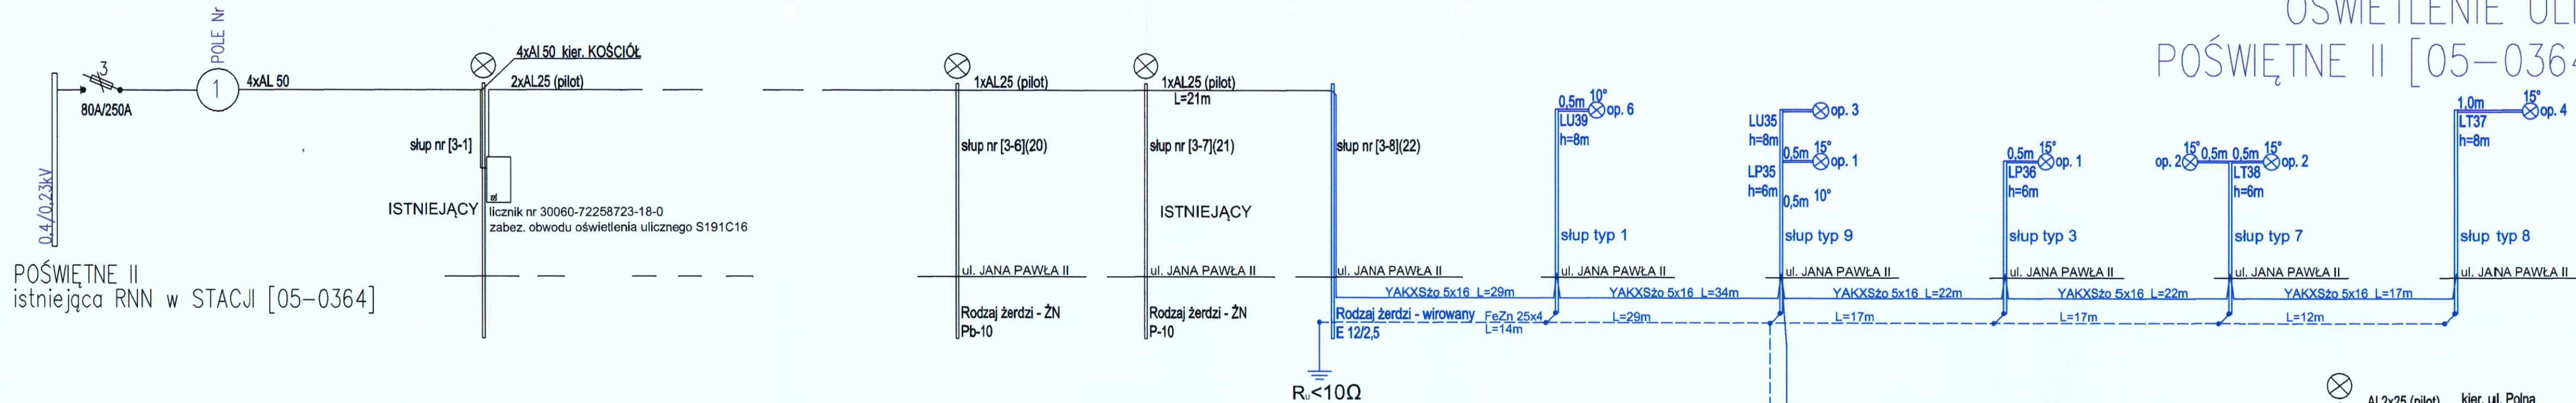 OŚWIETLENIE ULI
POŚWIĘTNE II [05-0364
POLE Nr
1
3
80A/250A
0,4/0,23kV
POŚWIĘTNE II
istniejąca RNN w STACJI [05-0364]
4xAL 50
4xAl 50 kier. KOŚCIÓŁ
2xAL25 (pilot)
słup nr [3-1]
ISTNIEJĄCY
licznik nr 30060-72258723-18-0
zabez. obwodu oświetlenia ulicznego S191C16
1xAL25 (pilot)
słup nr [3-6](20)
ul. JANA PAWŁA II
Rodzaj żerdzi - ŻN
Pb-10
1xAL25 (pilot)
L=21m
słup nr [3-7](21)
ISTNIEJĄCY
ul. JANA PAWŁA II
Rodzaj żerdzi - ŻN
P-10
słup nr [3-8](22)
ul. JANA PAWŁA II
YAKXSżo 5x16 L=29m
Rodzaj żerdzi - wirowany
E 12/2,5
FeZn 25x4
L=14m
Ru<10Ω
0,5m 10°
op. 6
LU39
h=8m
słup typ 1
ul. JANA PAWŁA II
YAKXSżo 5x16 L=34m
L=29m
op. 3
LU35
h=8m
0,5m 15°
op. 1
LP35
h=6m
0,5m 10°
słup typ 9
ul. JANA PAWŁA II
YAKXSżo 5x16 L=22m
L=17m
0,5m 15°
op. 1
LP36
h=6m
słup typ 3
ul. JANA PAWŁA II
YAKXSżo 5x16 L=22m
L=17m
op. 2 15° 0,5m 0,5m 15° op. 2
LT38
h=6m
słup typ 7
ul. JANA PAWŁA II
YAKXSżo 5x16 L=17m
L=12m
1,0m 15°
op. 4
LT37
h=8m
słup typ 8
ul. JANA PAWŁA II
AL2x25 (pilot) kier. ul. Polna